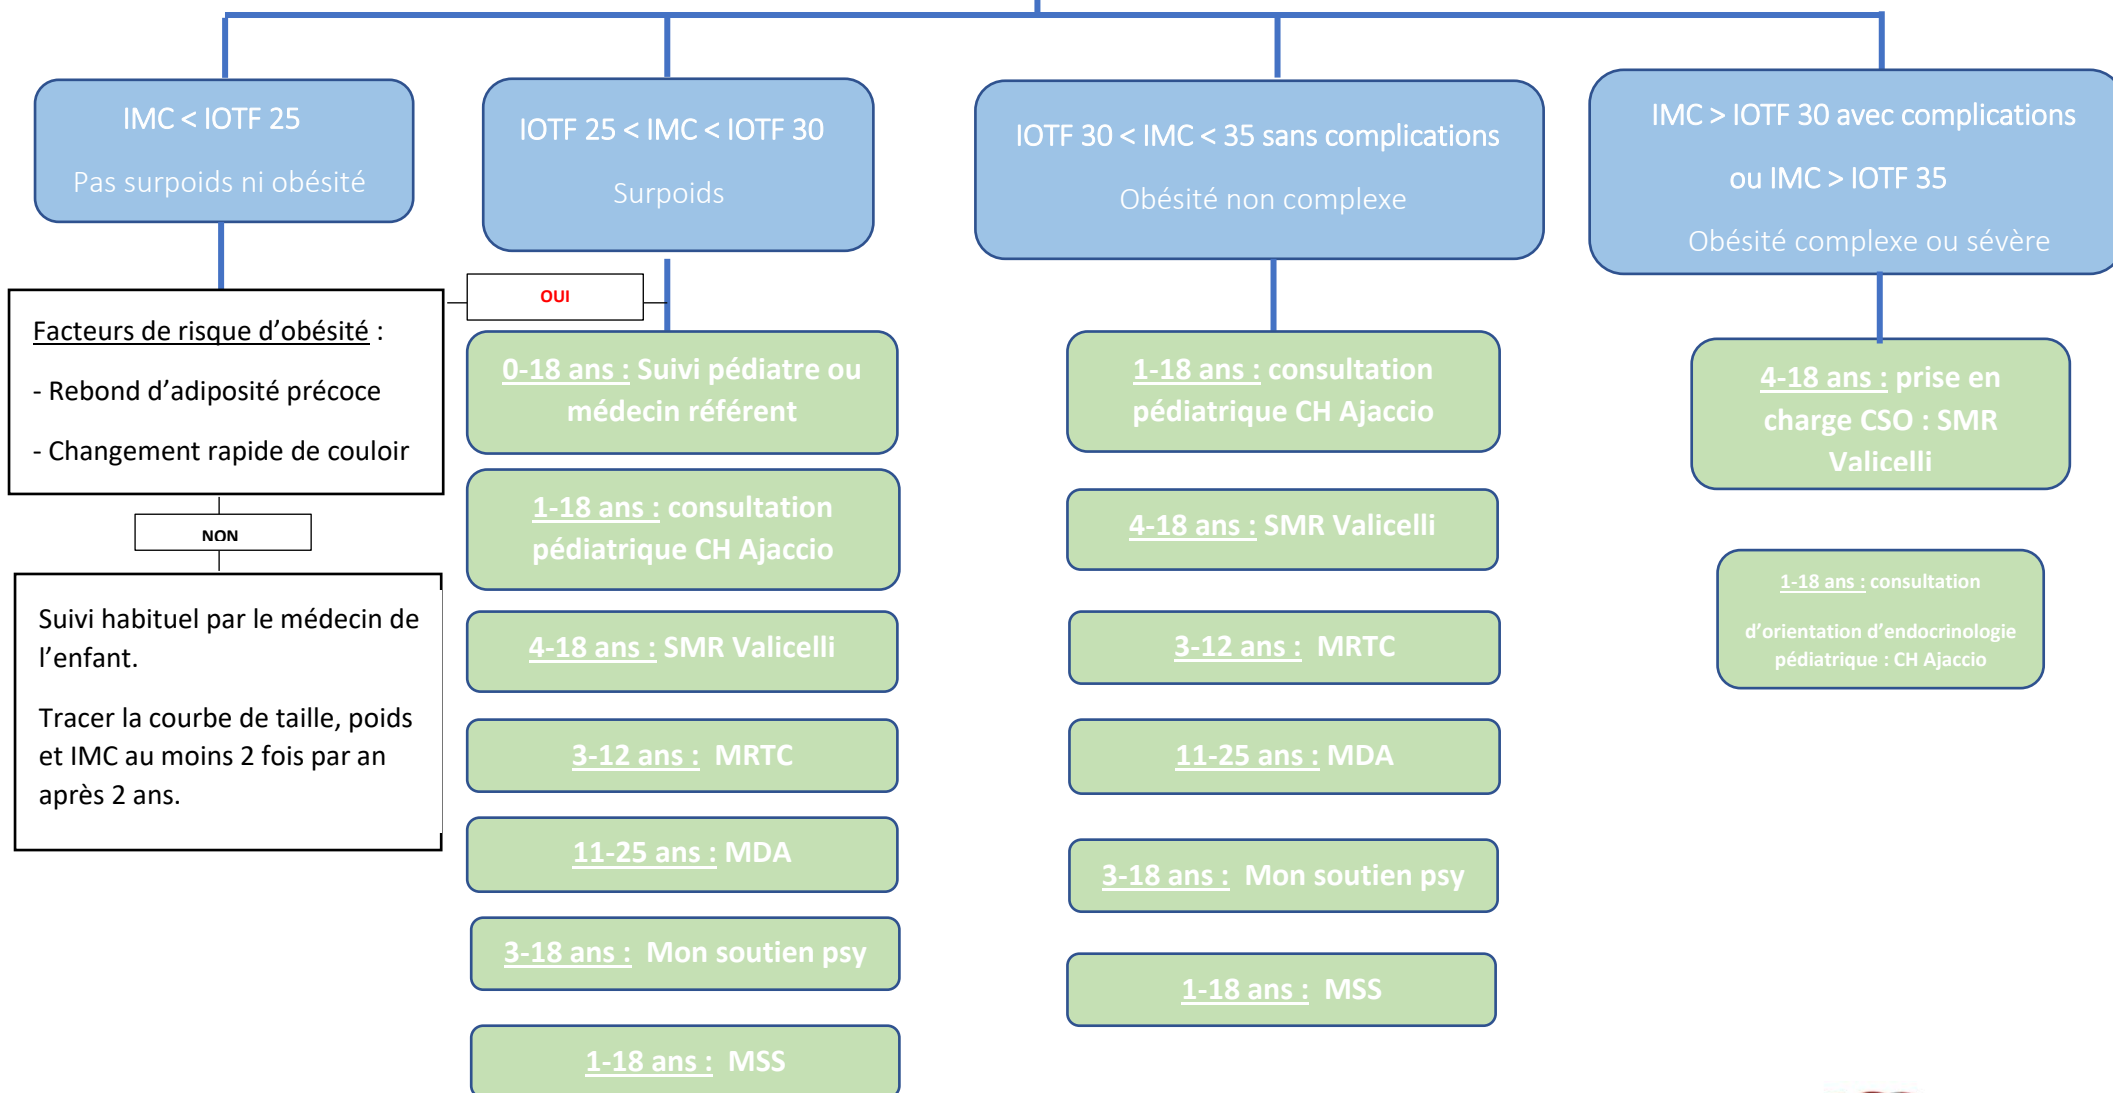 IMC < IOTF 25
Pas surpoids ni obésité
IOTF 25 < IMC < IOTF 30
Surpoids
IOTF 30 < IMC < 35 sans complications
Obésité non complexe
IMC > IOTF 30 avec complications
ou IMC > IOTF 35
Obésité complexe ou sévère
Facteurs de risque d’obésité :
- Rebond d’adiposité précoce
- Changement rapide de couloir
OUI
NON
Suivi habituel par le médecin de
l’enfant.
Tracer la courbe de taille, poids
et IMC au moins 2 fois par an
après 2 ans.
0-18 ans : Suivi pédiatre ou
médecin référent
1-18 ans : consultation
pédiatrique CH Ajaccio
4-18 ans : SMR Valicelli
3-12 ans : MRTC
11-25 ans : MDA
3-18 ans : Mon soutien psy
1-18 ans : MSS
1-18 ans : consultation
pédiatrique CH Ajaccio
4-18 ans : SMR Valicelli
3-12 ans : MRTC
11-25 ans : MDA
3-18 ans : Mon soutien psy
1-18 ans : MSS
4-18 ans : prise en
charge CSO : SMR
Valicelli
1-18 ans : consultation
d’orientation d’endocrinologie
pédiatrique : CH Ajaccio